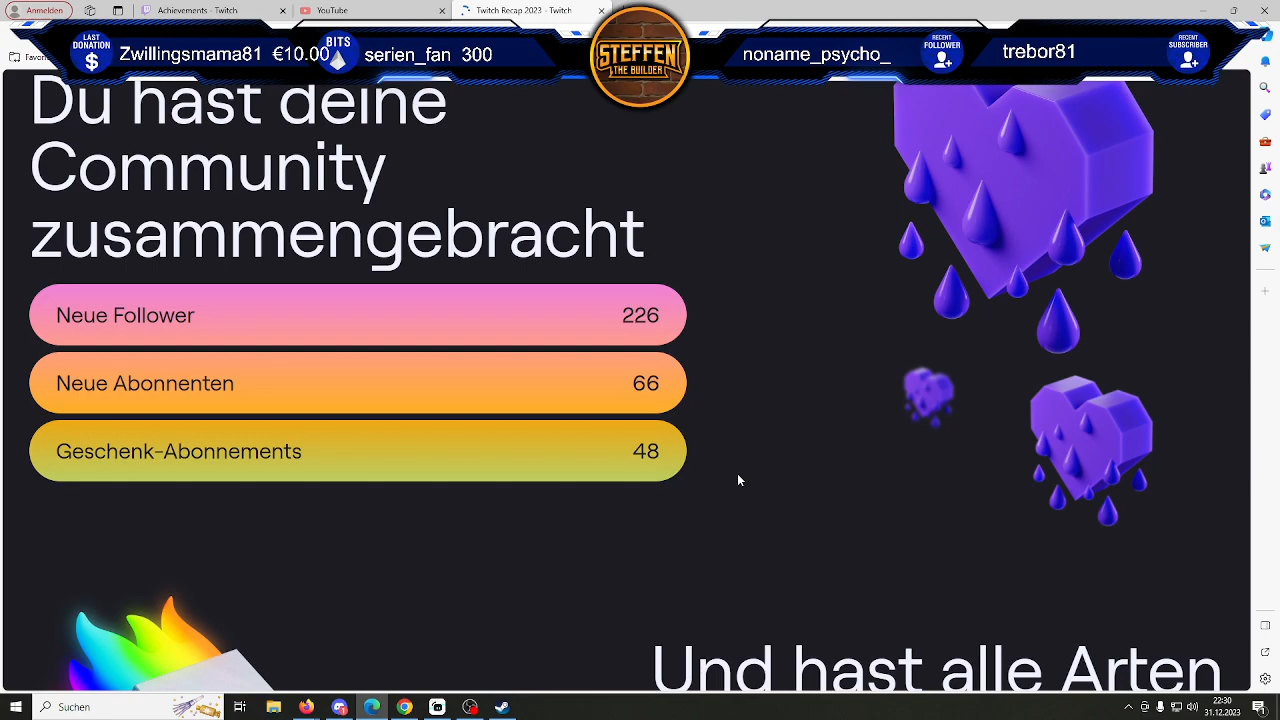 Anmelden
Achievements - Twitch
YouTube
Twitch Recap 2023 - Twitch
LAST
DONATION
$
Zwillingsmama81 €10.00
BITS
serien_fan 300
STEFFEN
THE BUILDER
noname_psycho_
RECENT
FOLLOWER
trebor81
RECENT
SUBSCRIBER
Du hast deine
Community
zusammengebracht
Neue Follower 226
Neue Abonnenten 66
Geschenk-Abonnements 48
Und hast alle Arten
Suchen
22:30
31.12.2023